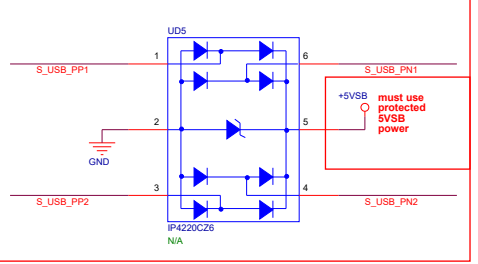 UD5
1
6
S_USB_PP1
S_USB_PN1
+5VSB
must use
protected
5VSB
power
2
5
GND
3
4
S_USB_PP2
S_USB_PN2
IP4220CZ6
N/A